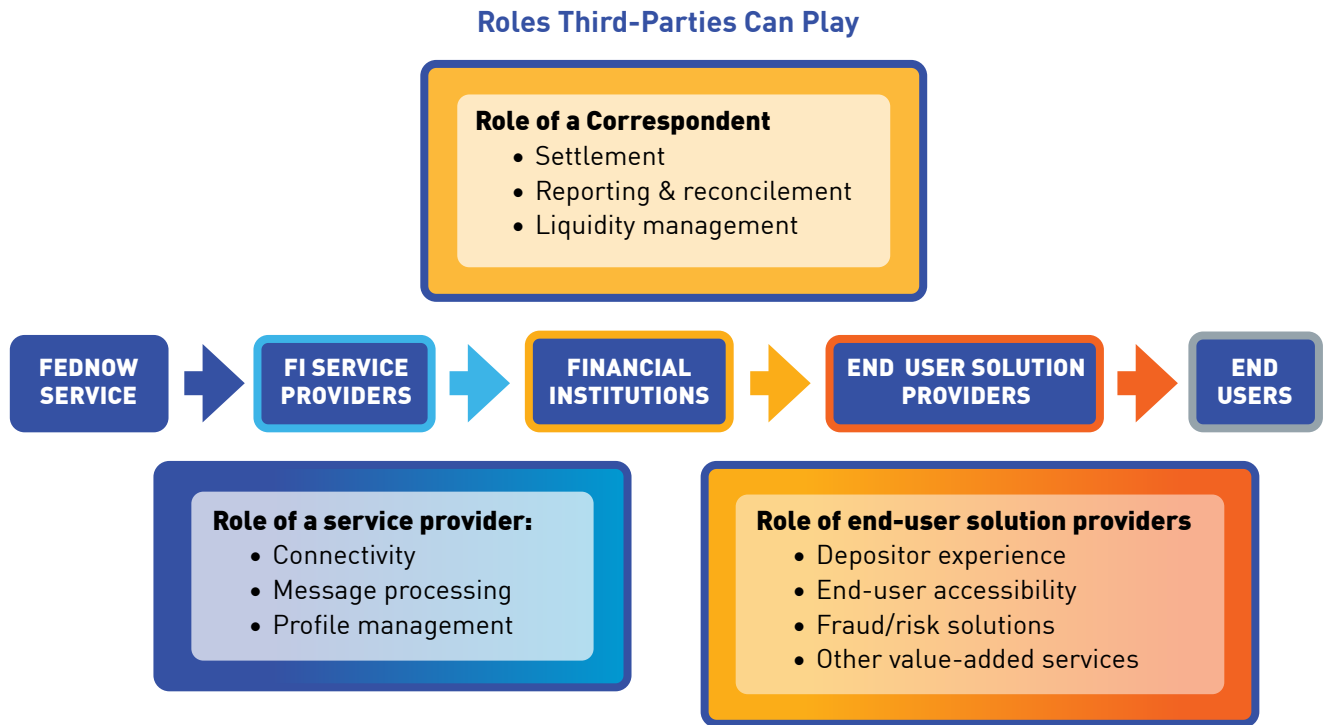 Roles Third-Parties Can Play
Role of a Correspondent
• Settlement
• Reporting & reconcilement
• Liquidity management
FEDNOW
SERVICE
FI SERVICE
PROVIDERS
FINANCIAL
INSTITUTIONS
END USER SOLUTION
PROVIDERS
END
USERS
Role of a service provider:
• Connectivity
• Message processing
• Profile management
Role of end-user solution providers
• Depositor experience
• End-user accessibility
• Fraud/risk solutions
• Other value-added services